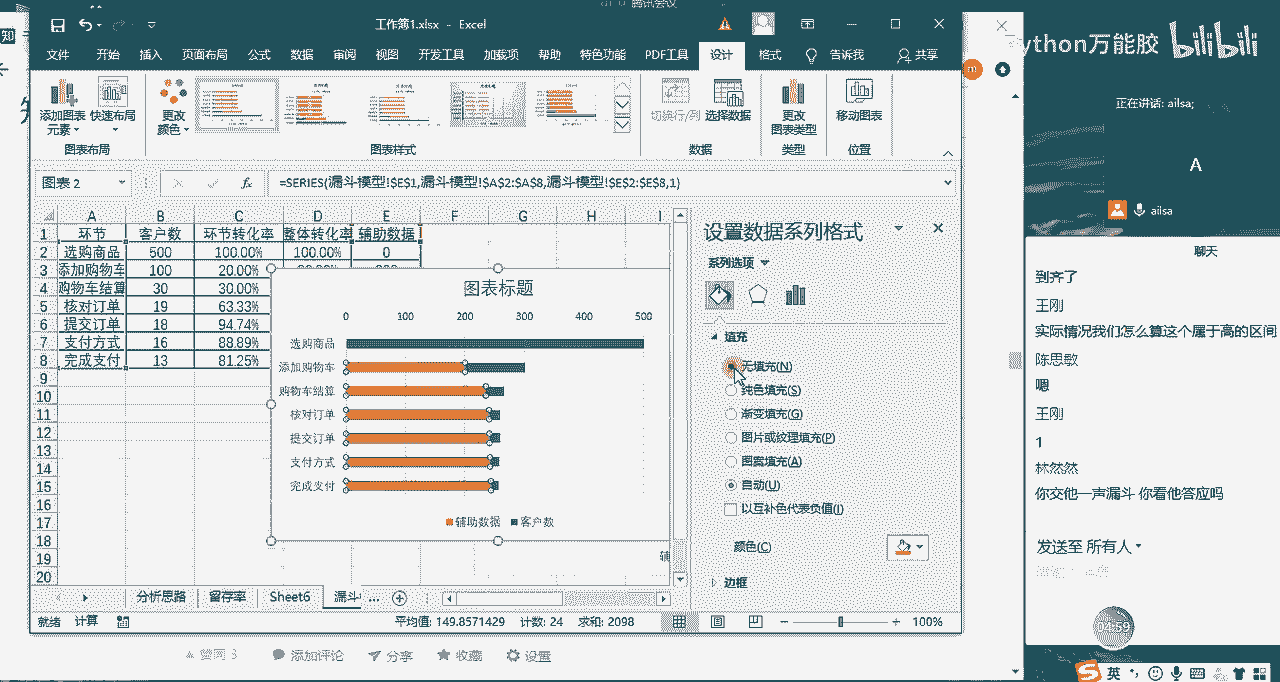 腾讯会议
知
工作簿1.xlsx - Excel
文件 开始 插入 页面布局 公式 数据 审阅 视图 开发工具 加载项 帮助 特色功能 PDF工具 设计 格式 告诉我 共享
添加图表元素 快速布局 更改颜色 切换行/列 选择数据 更改图表类型 移动图表
图表布局 图表样式 数据 类型 位置
图表 2 fx =SERIES(漏斗模型!$E$1,漏斗模型!$A$2:$A$8,漏斗模型!$E$2:$E$8,1)
A B C D E F G H I
1 环节 客户数 环节转化率 整体转化率 辅助数据
2 选购商品 500 100.00% 100.00% 0
3 添加购物车 100 20.00%
4 购物车结算 30 30.00%
5 核对订单 19 63.33%
6 提交订单 18 94.74%
7 支付方式 16 88.89%
8 完成支付 13 81.25%
9
10
11
12
13
14
15
16
17
18
19
20
图表标题
0 100 200 300 400 500
选购商品
添加购物车
购物车结算
核对订单
提交订单
支付方式
完成支付
辅助数据 客户数
辅
设置数据系列格式
系列选项
填充
无填充(N)
纯色填充(S)
渐变填充(G)
图片或纹理填充(P)
图案填充(A)
自动(U)
以互补色代表负值(I)
颜色(C)
边框
分析思路 留存率 Sheet6 漏斗 ...
就绪 计算 平均值: 149.8571429 计数: 24 求和: 2098 100%
赞同 3 添加评论 分享 收藏 设置
ython万能胶 bilibili
正在讲话: ailsa;
A
ailsa
聊天
到齐了
王刚
实际情况我们怎么算这个属于高的区间
陈思敏
嗯
王刚
1
林然然
你交他一声漏斗 你看他答应吗
发送至 所有人
04:59
英